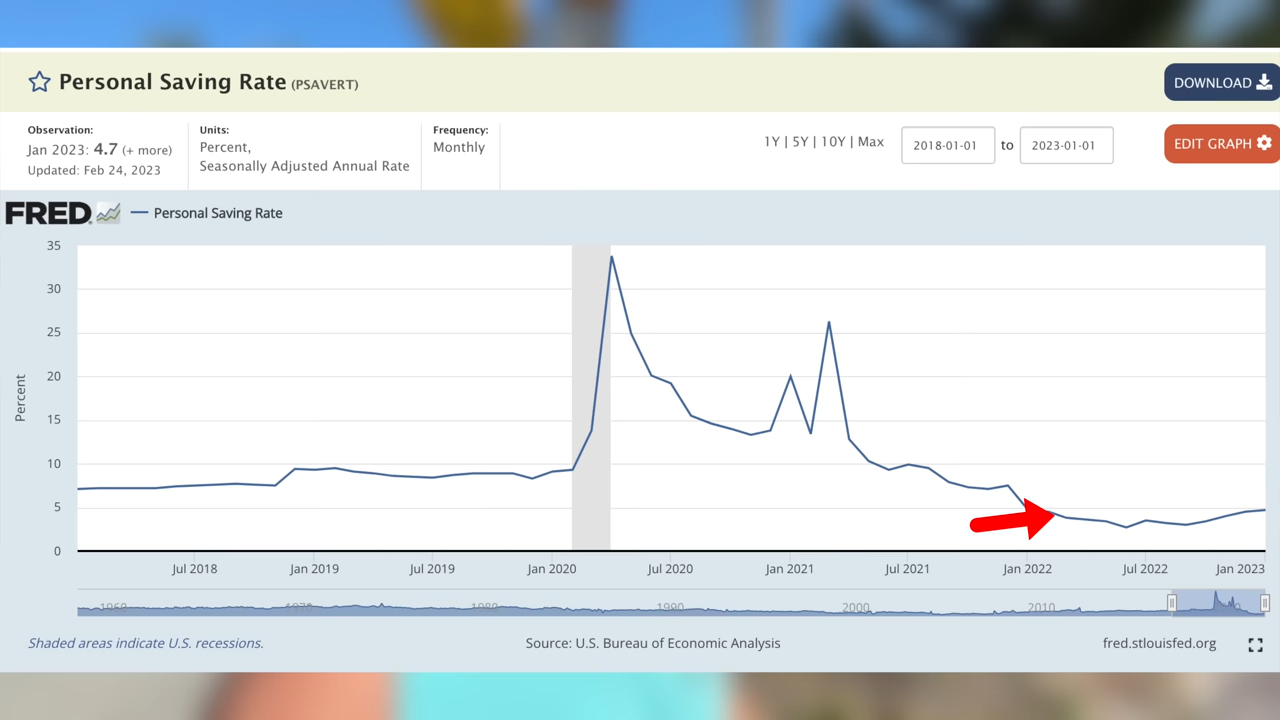 Personal Saving Rate (PSAVERT)
DOWNLOAD
Observation:
Jan 2023: 4.7 (+ more)
Updated: Feb 24, 2023
Units:
Percent,
Seasonally Adjusted Annual Rate
Frequency:
Monthly
1Y | 5Y | 10Y | Max
2018-01-01 to 2023-01-01
EDIT GRAPH
FRED
Personal Saving Rate
Percent
35
30
25
20
15
10
5
0
Jul 2018 Jan 2019 Jul 2019 Jan 2020 Jul 2020 Jan 2021 Jul 2021 Jan 2022 Jul 2022 Jan 2023
1960 1970 1980 1990 2000 2010
Shaded areas indicate U.S. recessions.
Source: U.S. Bureau of Economic Analysis
fred.stlouisfed.org